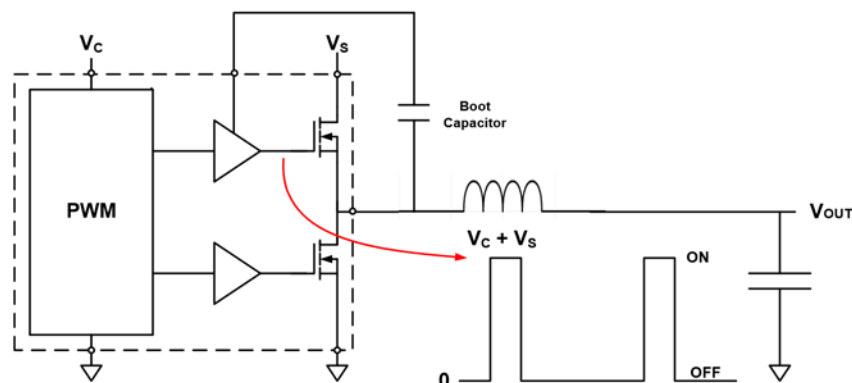 VC
VS
Boot
Capacitor
PWM
VOUT
VC + VS
ON
0
OFF